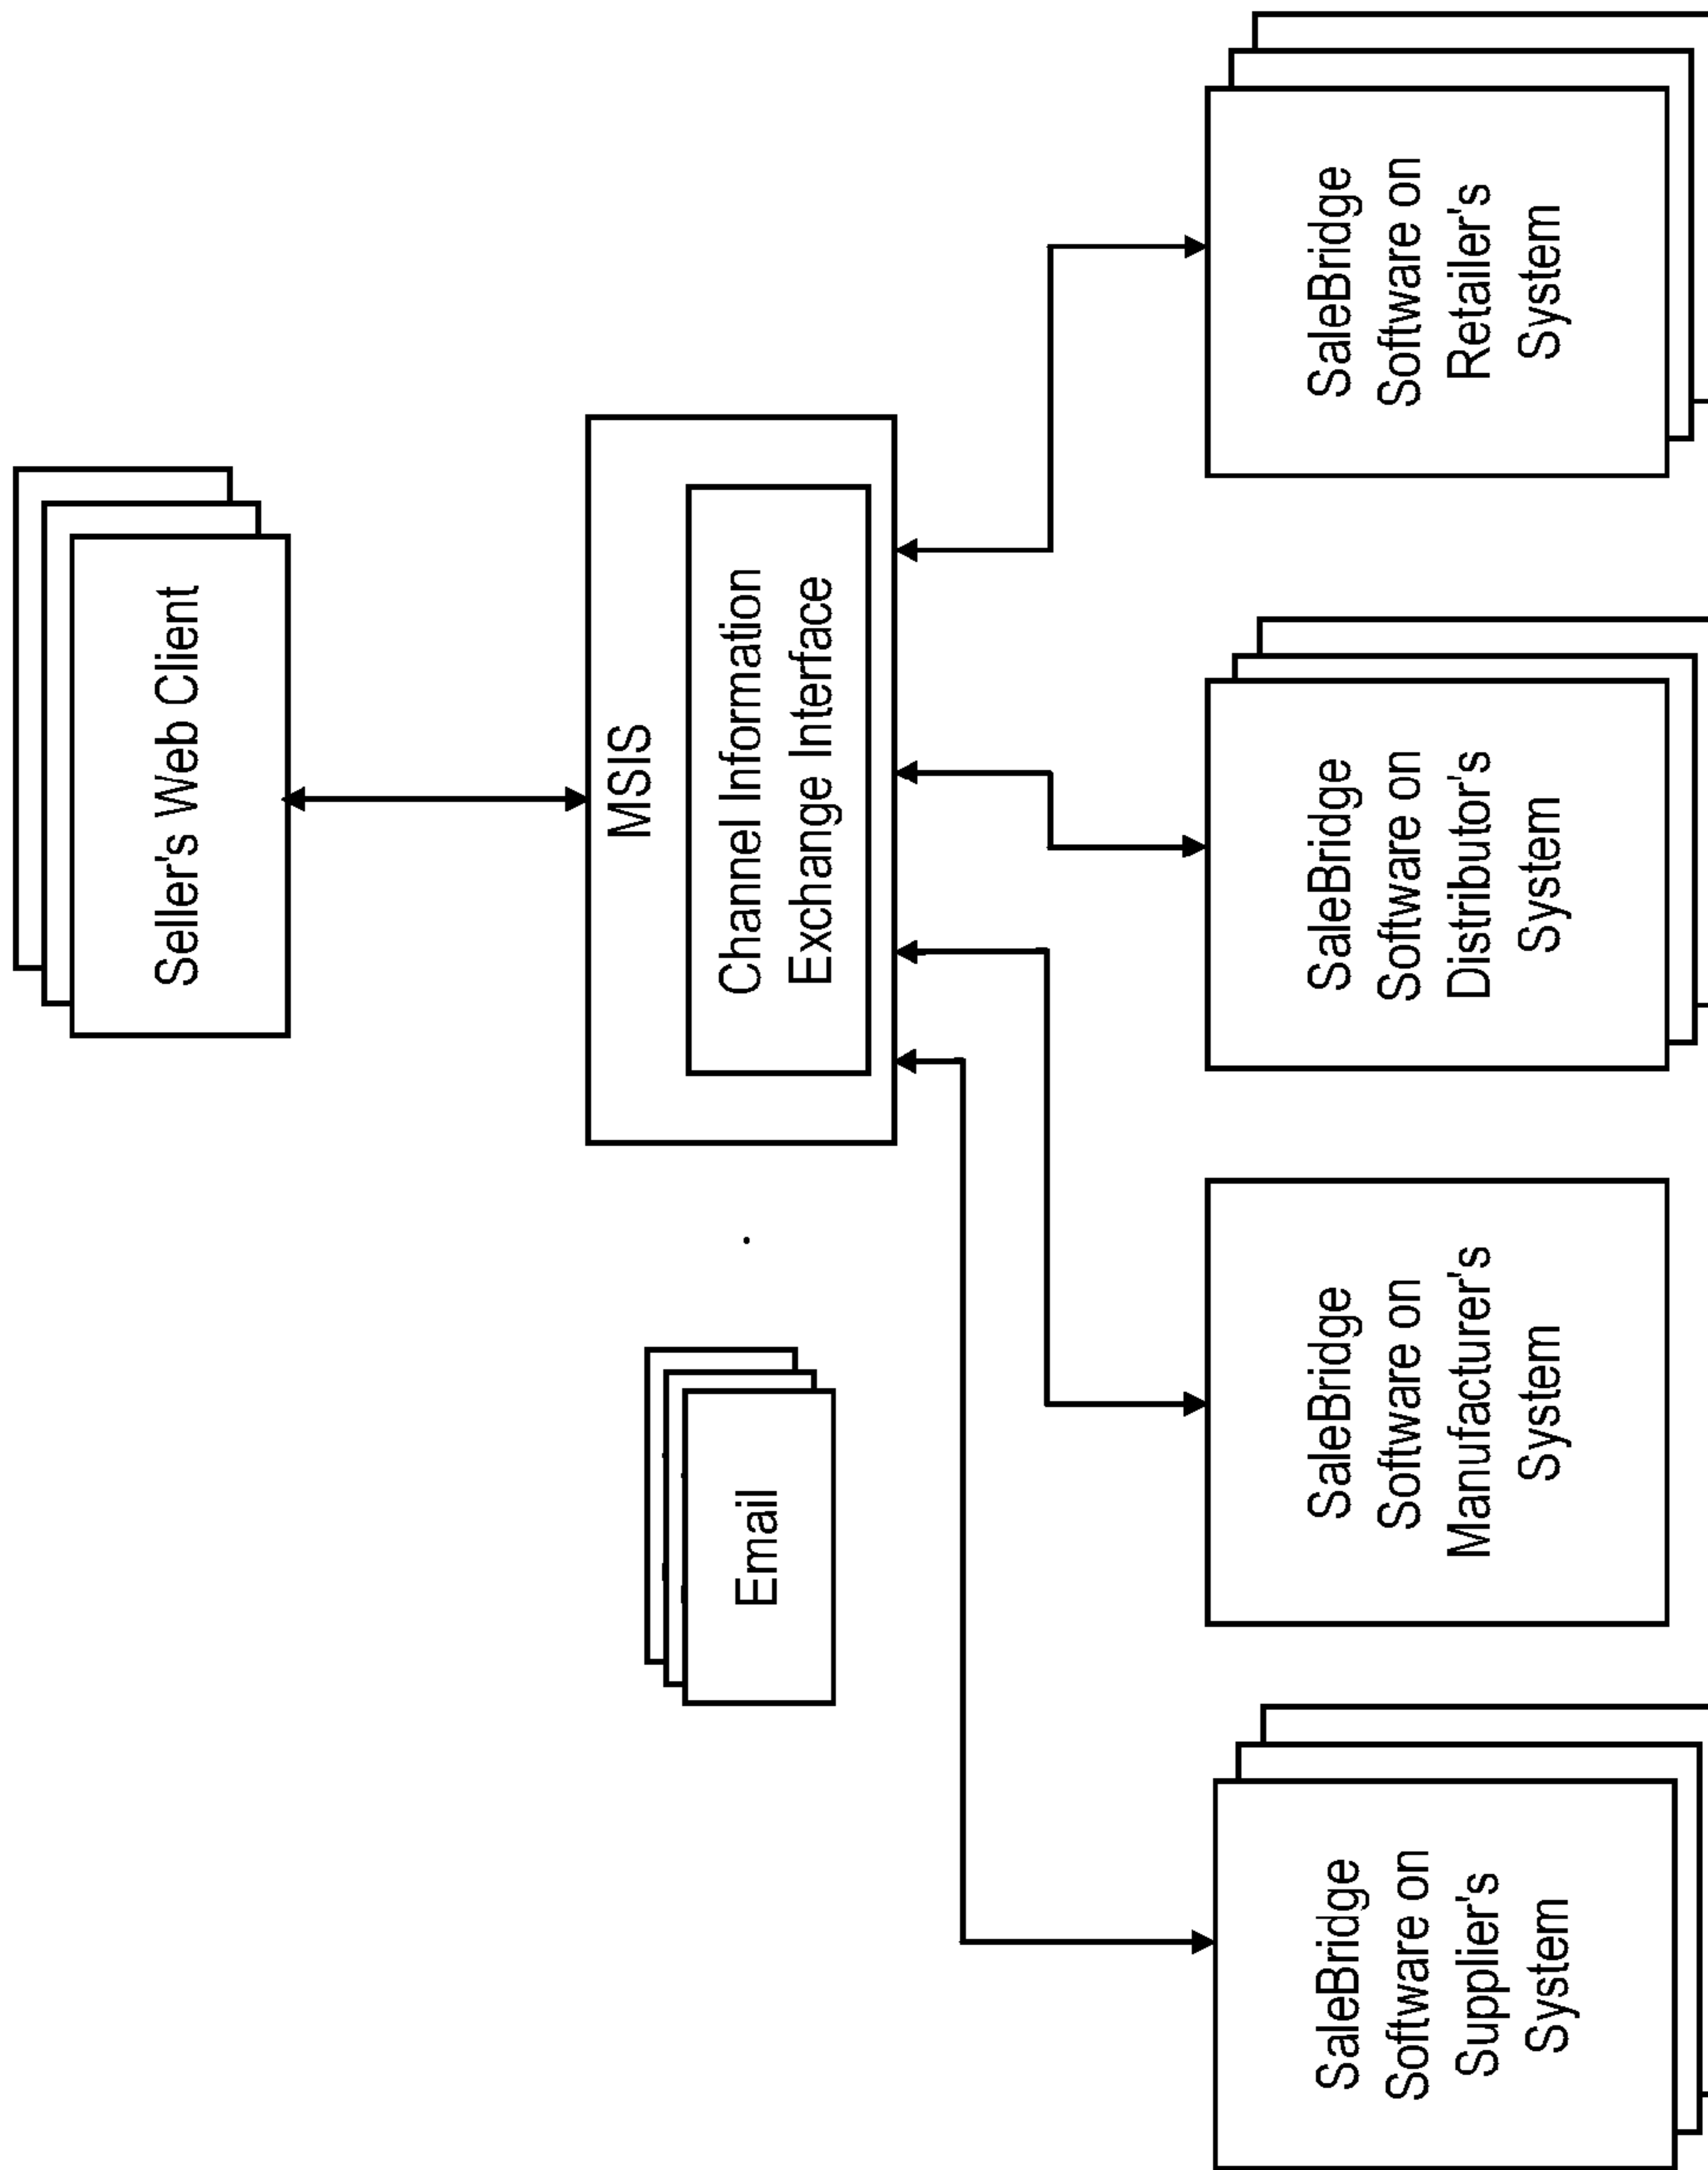 Seller's Web Client
MSIS
Channel Information
Exchange Interface
Email
SaleBridge
Software on
Supplier's
System
SaleBridge
Software on
Manufacturer's
System
SaleBridge
Software on
Distributor's
System
SaleBridge
Software on
Retailer's
System